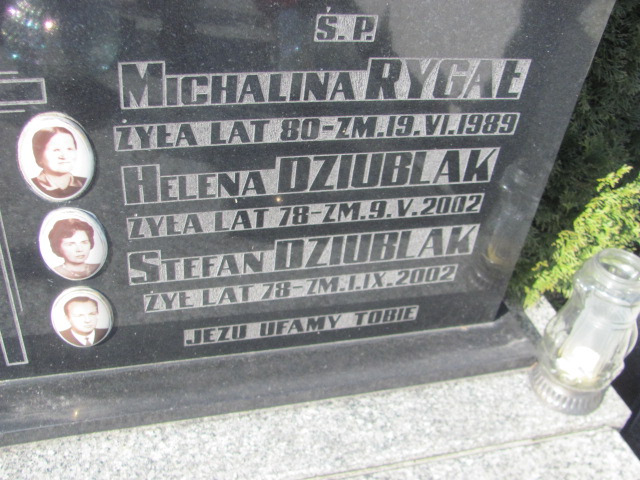 Ś. P.
MICHALINA RYGAŁ
ŻYŁA LAT 80-ZM. 19. VI. 1989
HELENA DZIUBLAK
ŻYŁA LAT 78-ZM. 9. V. 2002
STEFAN DZIUBLAK
ŻYŁ LAT 78-ZM. 1. IX. 2002
JEZU UFAMY TOBIE